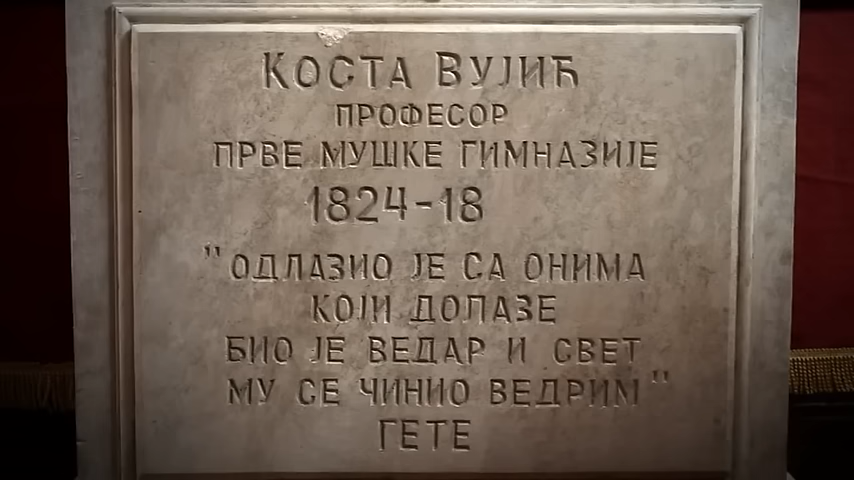 КОСТА ВУЈИЋ
ПРОФЕСОР
ПРВЕ МУШКЕ ГИМНАЗИЈЕ
1824-18
"ОДЛАЗИО ЈЕ СА ОНИМА
КОЈИ ДОЛАЗЕ
БИО ЈЕ ВЕДАР И СВЕТ
МУ СЕ ЧИНИО ВЕДРИМ"
ГЕТЕ